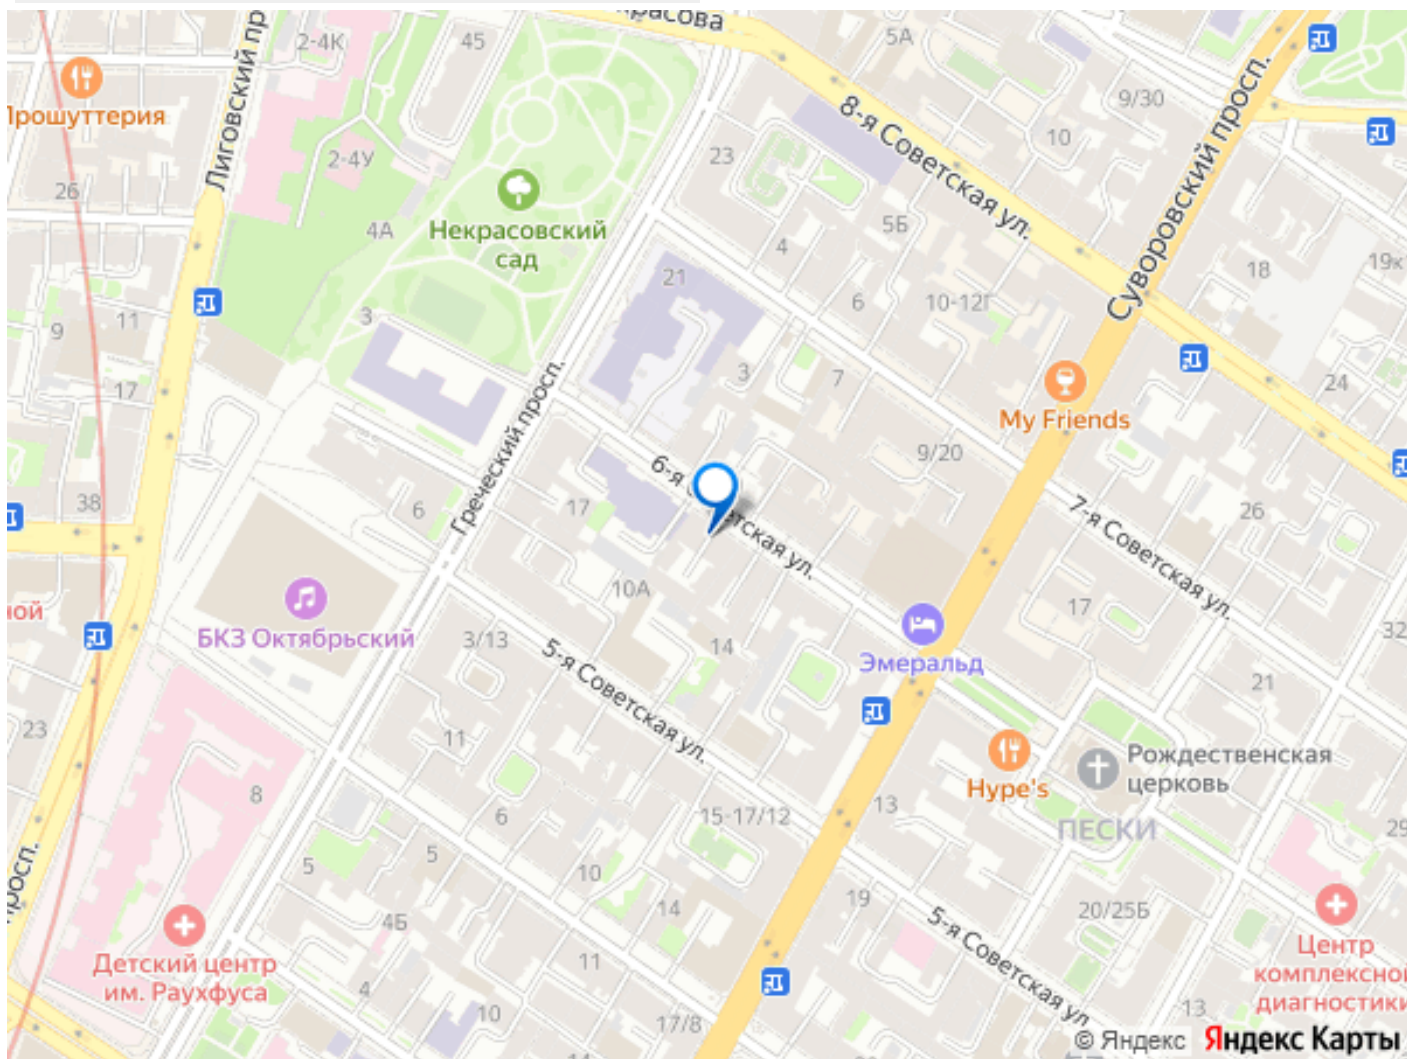 2-4К
45
5А
9/30
10
Прошуттерия
Лиговский пр
2-4У
26
4А
Некрасовский
сад
23
8-я Советская ул.
Суворовский просп.
4
5Б
18
21
6
10-12Г
3
9
11
17
Греческий просп.
3
7
My Friends
24
9/20
38
6
17
6-я
ул.
7-я Советская ул.
26
БКЗ Октябрьский
10А
3/13
14
5-я Советская ул.
Эмеральд
17
32
21
23
11
8
6
15-17/12
13
Hype's
Рождественская
церковь
ПЕСКИ
29
просп.
5
5
10
14
4Б
19
5-я Советская ул.
20/25Б
Детский центр
им. Раухфуса
11
4
10
17/8
13
Центр
комплексной
диагностики
© Яндекс Яндекс Карты